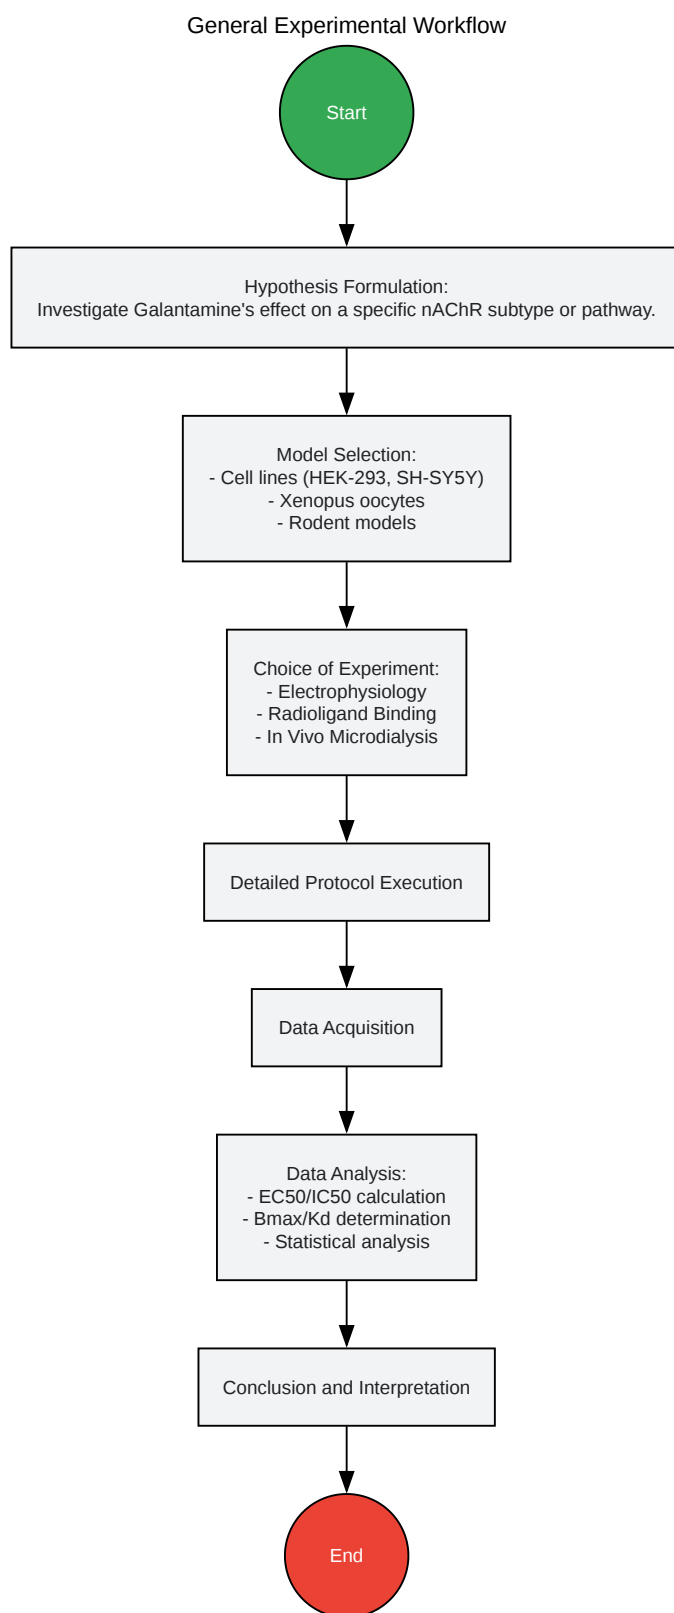 General Experimental Workflow
Start
Hypothesis Formulation:
Investigate Galantamine's effect on a specific nAChR subtype or pathway.
Model Selection:
- Cell lines (HEK-293, SH-SY5Y)
- Xenopus oocytes
- Rodent models
Choice of Experiment:
- Electrophysiology
- Radioligand Binding
- In Vivo Microdialysis
Detailed Protocol Execution
Data Acquisition
Data Analysis:
- EC50/IC50 calculation
- Bmax/Kd determination
- Statistical analysis
Conclusion and Interpretation
End